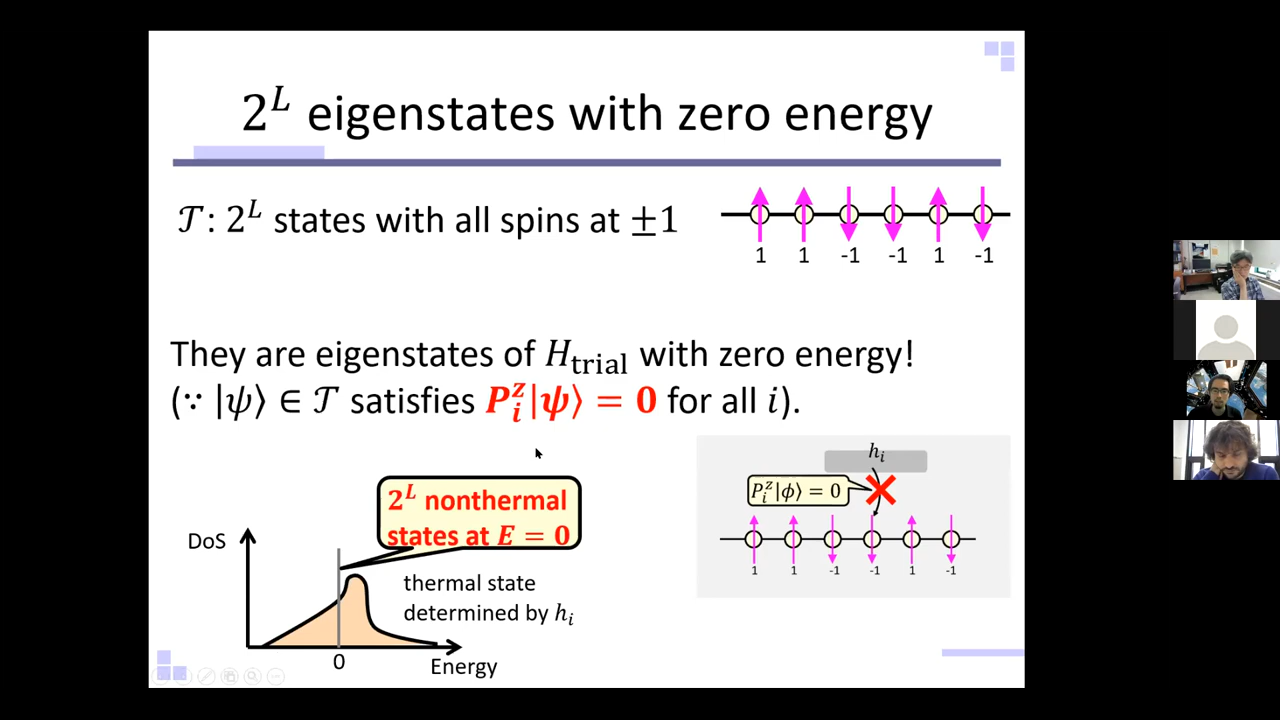 2^L eigenstates with zero energy
𝒯: 2^L states with all spins at ±1
1 1 -1 -1 1 -1
They are eigenstates of H_trial with zero energy!
(∵ |ψ⟩ ∈ 𝒯 satisfies P_i^z|ψ⟩ = 0 for all i).
h_i
P_i^z|ϕ⟩ = 0
1 1 -1 -1 1 -1
2^L nonthermal
states at E = 0
DoS
thermal state
determined by h_i
0
Energy